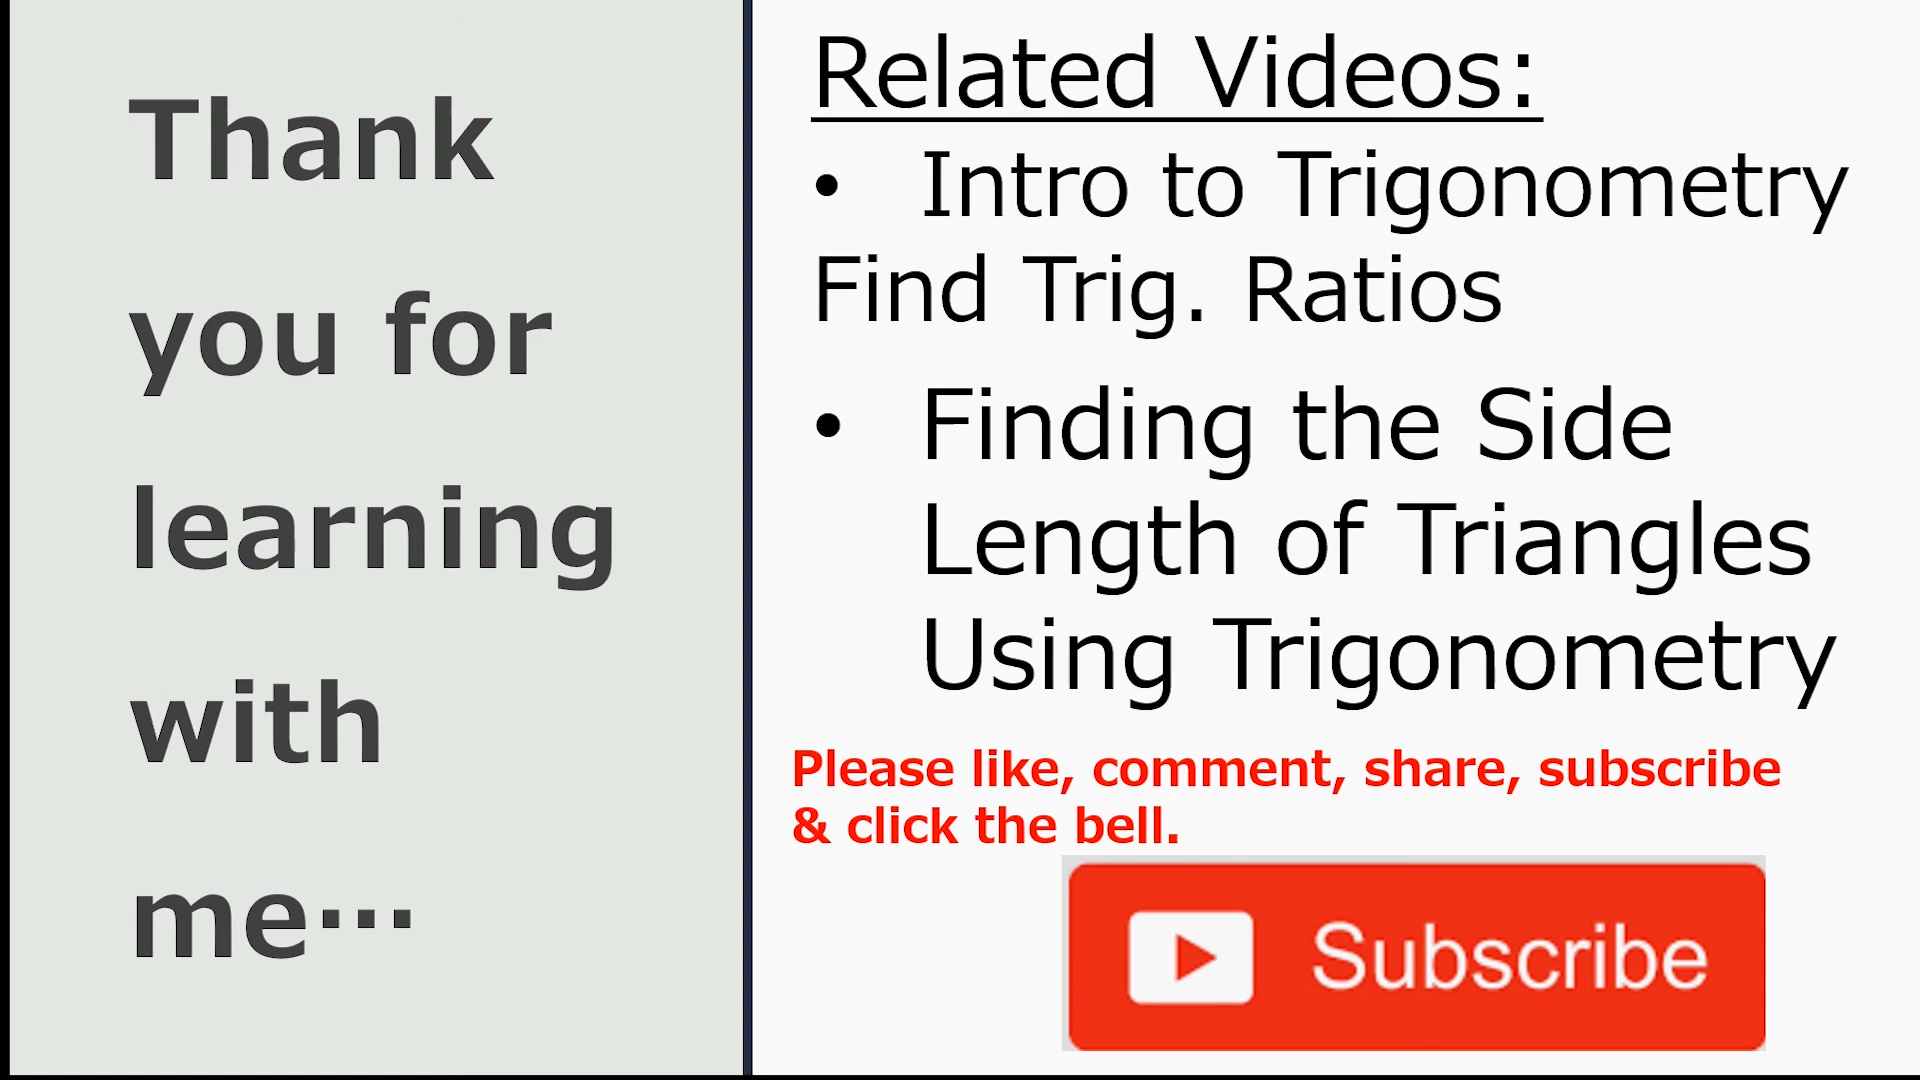 Thank
you for
learning
with
me…
Related Videos:
• Intro to Trigonometry
Find Trig. Ratios
• Finding the Side
Length of Triangles
Using Trigonometry
Please like, comment, share, subscribe
& click the bell.
Subscribe